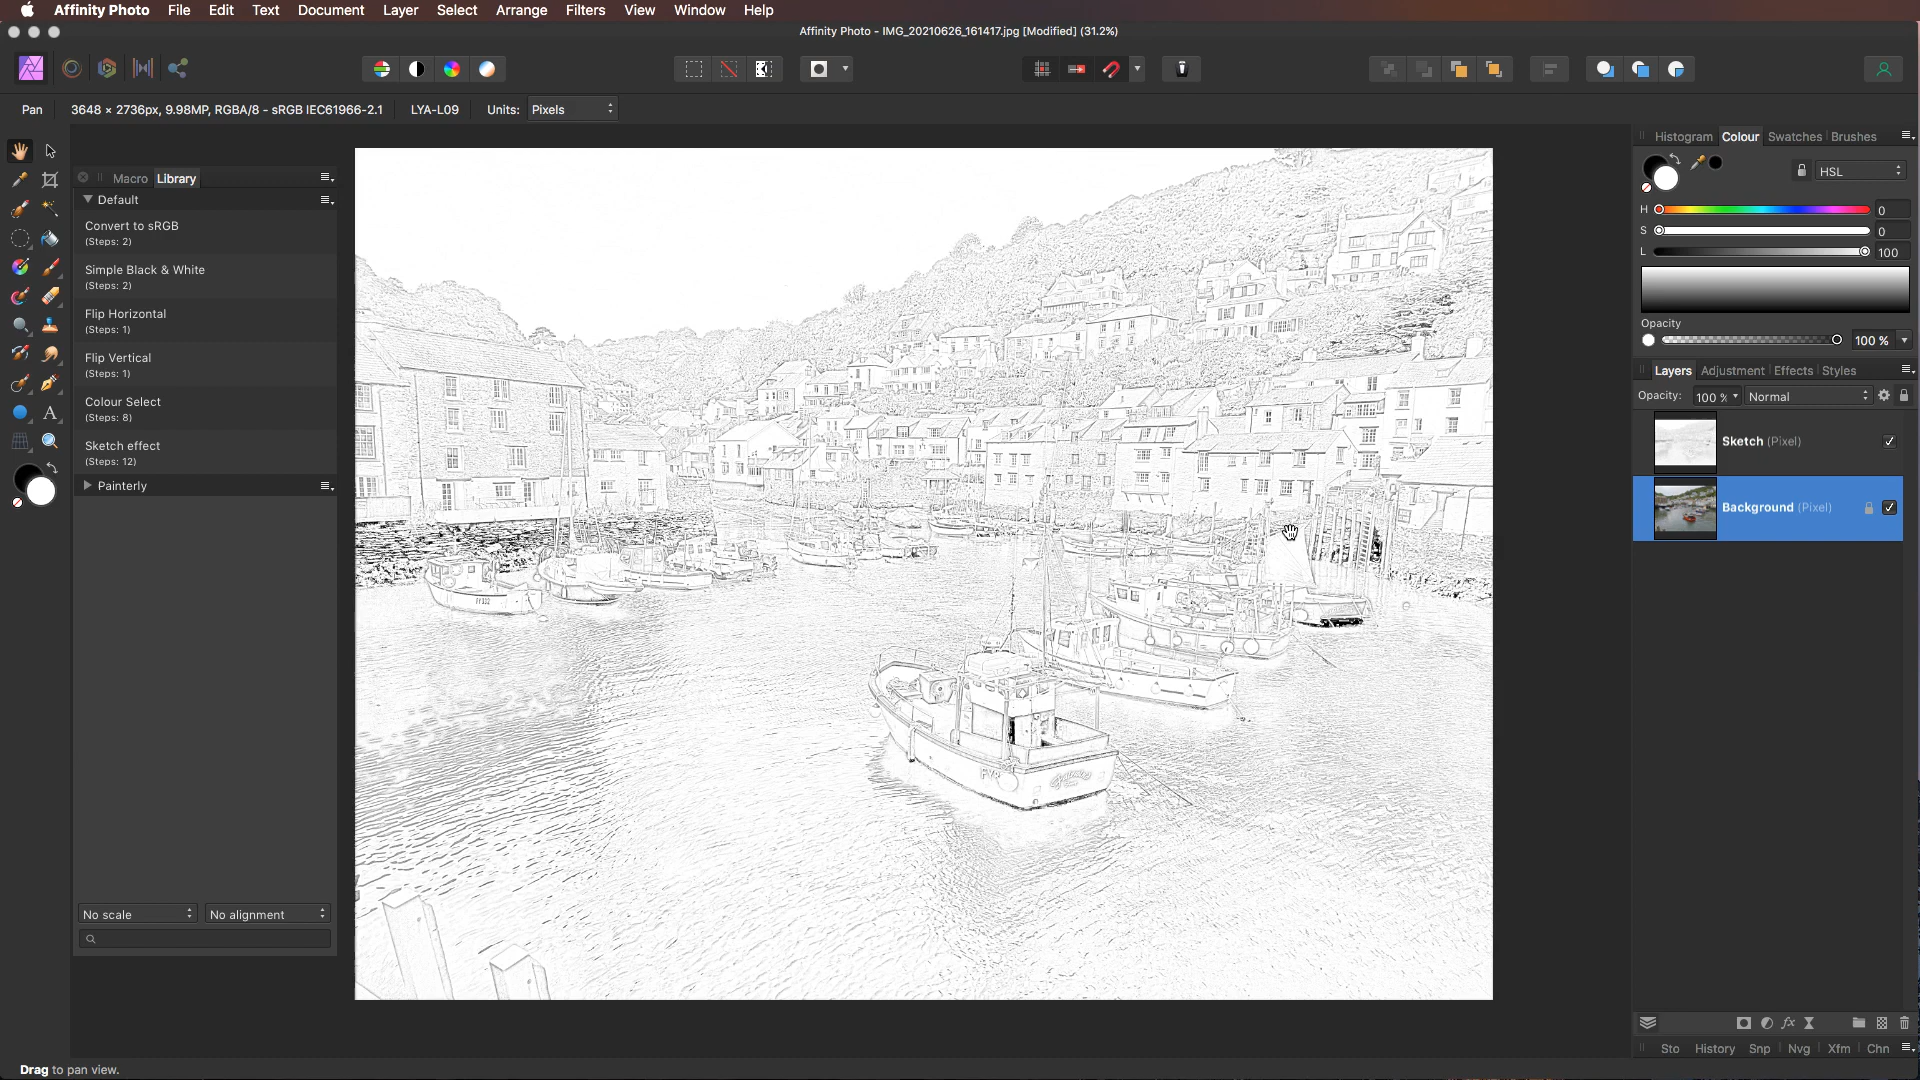 Affinity Photo File Edit Text Document Layer Select Arrange Filters View Window Help
Affinity Photo - IMG_20210626_161417.jpg [Modified] (31.2%)
Pan 3648 × 2736px, 9.98MP, RGBA/8 - sRGB IEC61966-2.1 LYA-L09 Units: Pixels
Macro Library
Default
Convert to sRGB
(Steps: 2)
Simple Black & White
(Steps: 2)
Flip Horizontal
(Steps: 1)
Flip Vertical
(Steps: 1)
Colour Select
(Steps: 8)
Sketch effect
(Steps: 12)
Painterly
No scale No alignment
Histogram Colour Swatches Brushes
HSL
H 0
S 0
L 100
Opacity
100 %
Layers Adjustment Effects Styles
Opacity: 100 % Normal
Sketch (Pixel)
Background (Pixel)
Sto History Snp Nvg Xfm Chn
Drag to pan view.